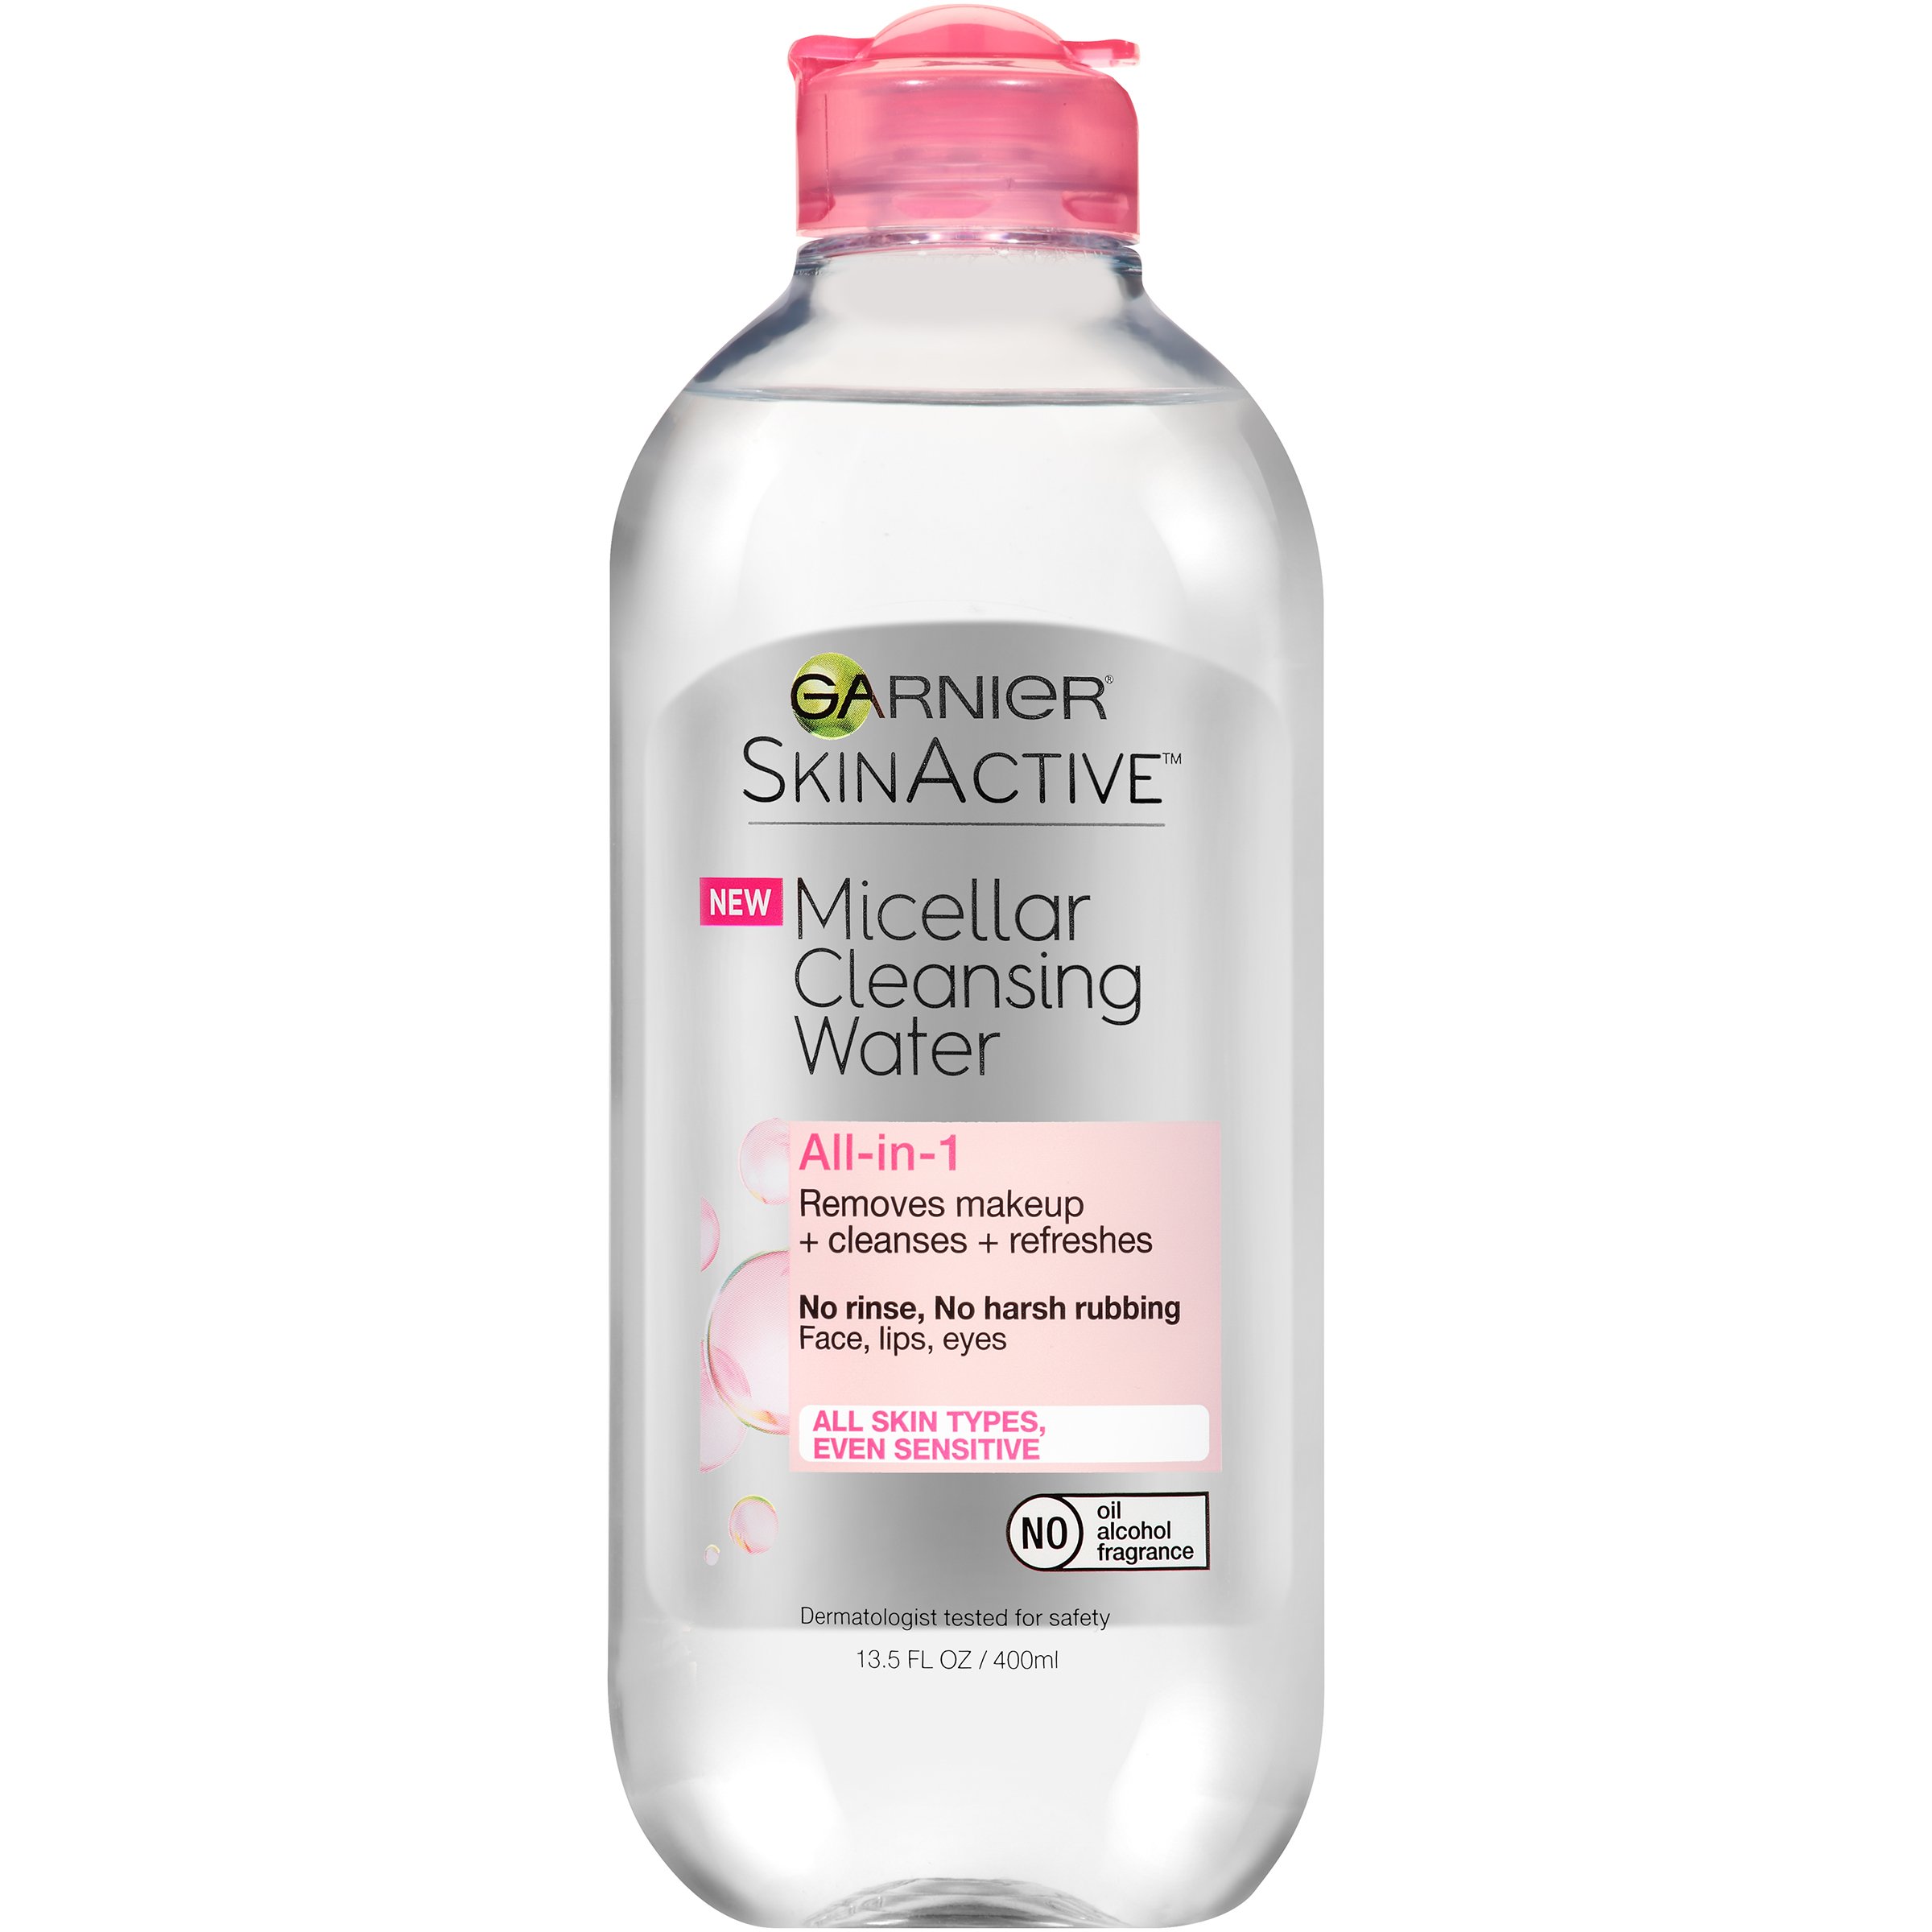 GARNIER®
SKINACTIVE™
NEW Micellar
Cleansing
Water
All-in-1
Removes makeup
+ cleanses + refreshes
No rinse, No harsh rubbing
Face, lips, eyes
ALL SKIN TYPES,
EVEN SENSITIVE
NO oil
alcohol
fragrance
Dermatologist tested for safety
13.5 FL OZ / 400ml